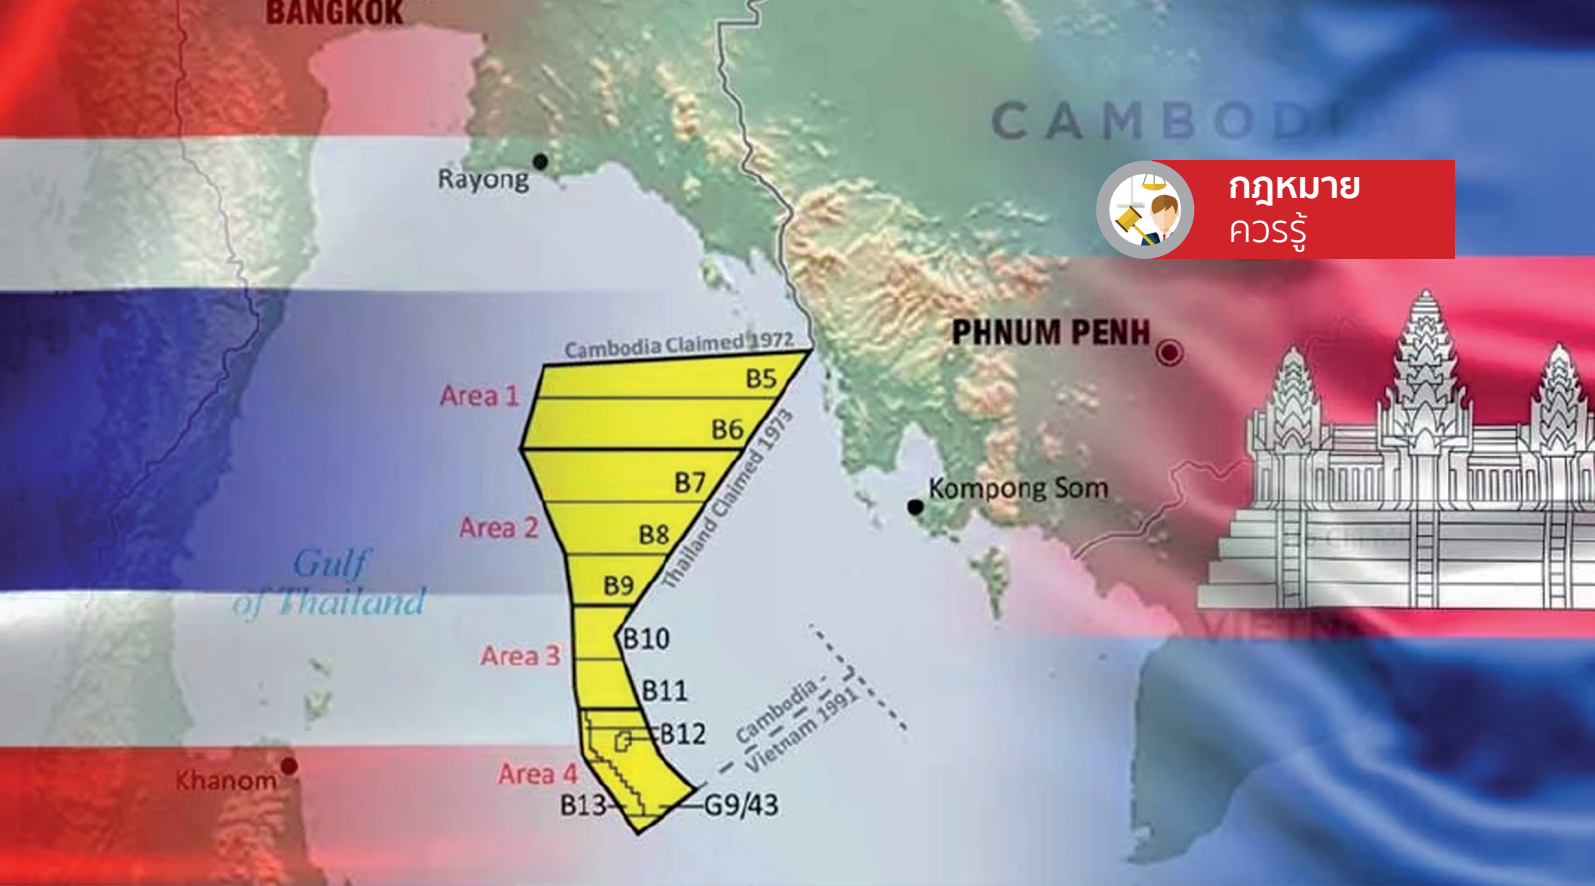 BANGKOK
CAMBODIA
Rayong
กฎหมาย
ควรรู้
PHNUM PENH
Cambodia Claimed 1972
Area 1
B5
B6
Thailand Claimed 1973
B7
Area 2
B8
B9
Kompong Som
Gulf
of Thailand
B10
Area 3
B11
B12
Cambodia -
Vietnam 1991
Area 4
Khanom
B13
G9/43